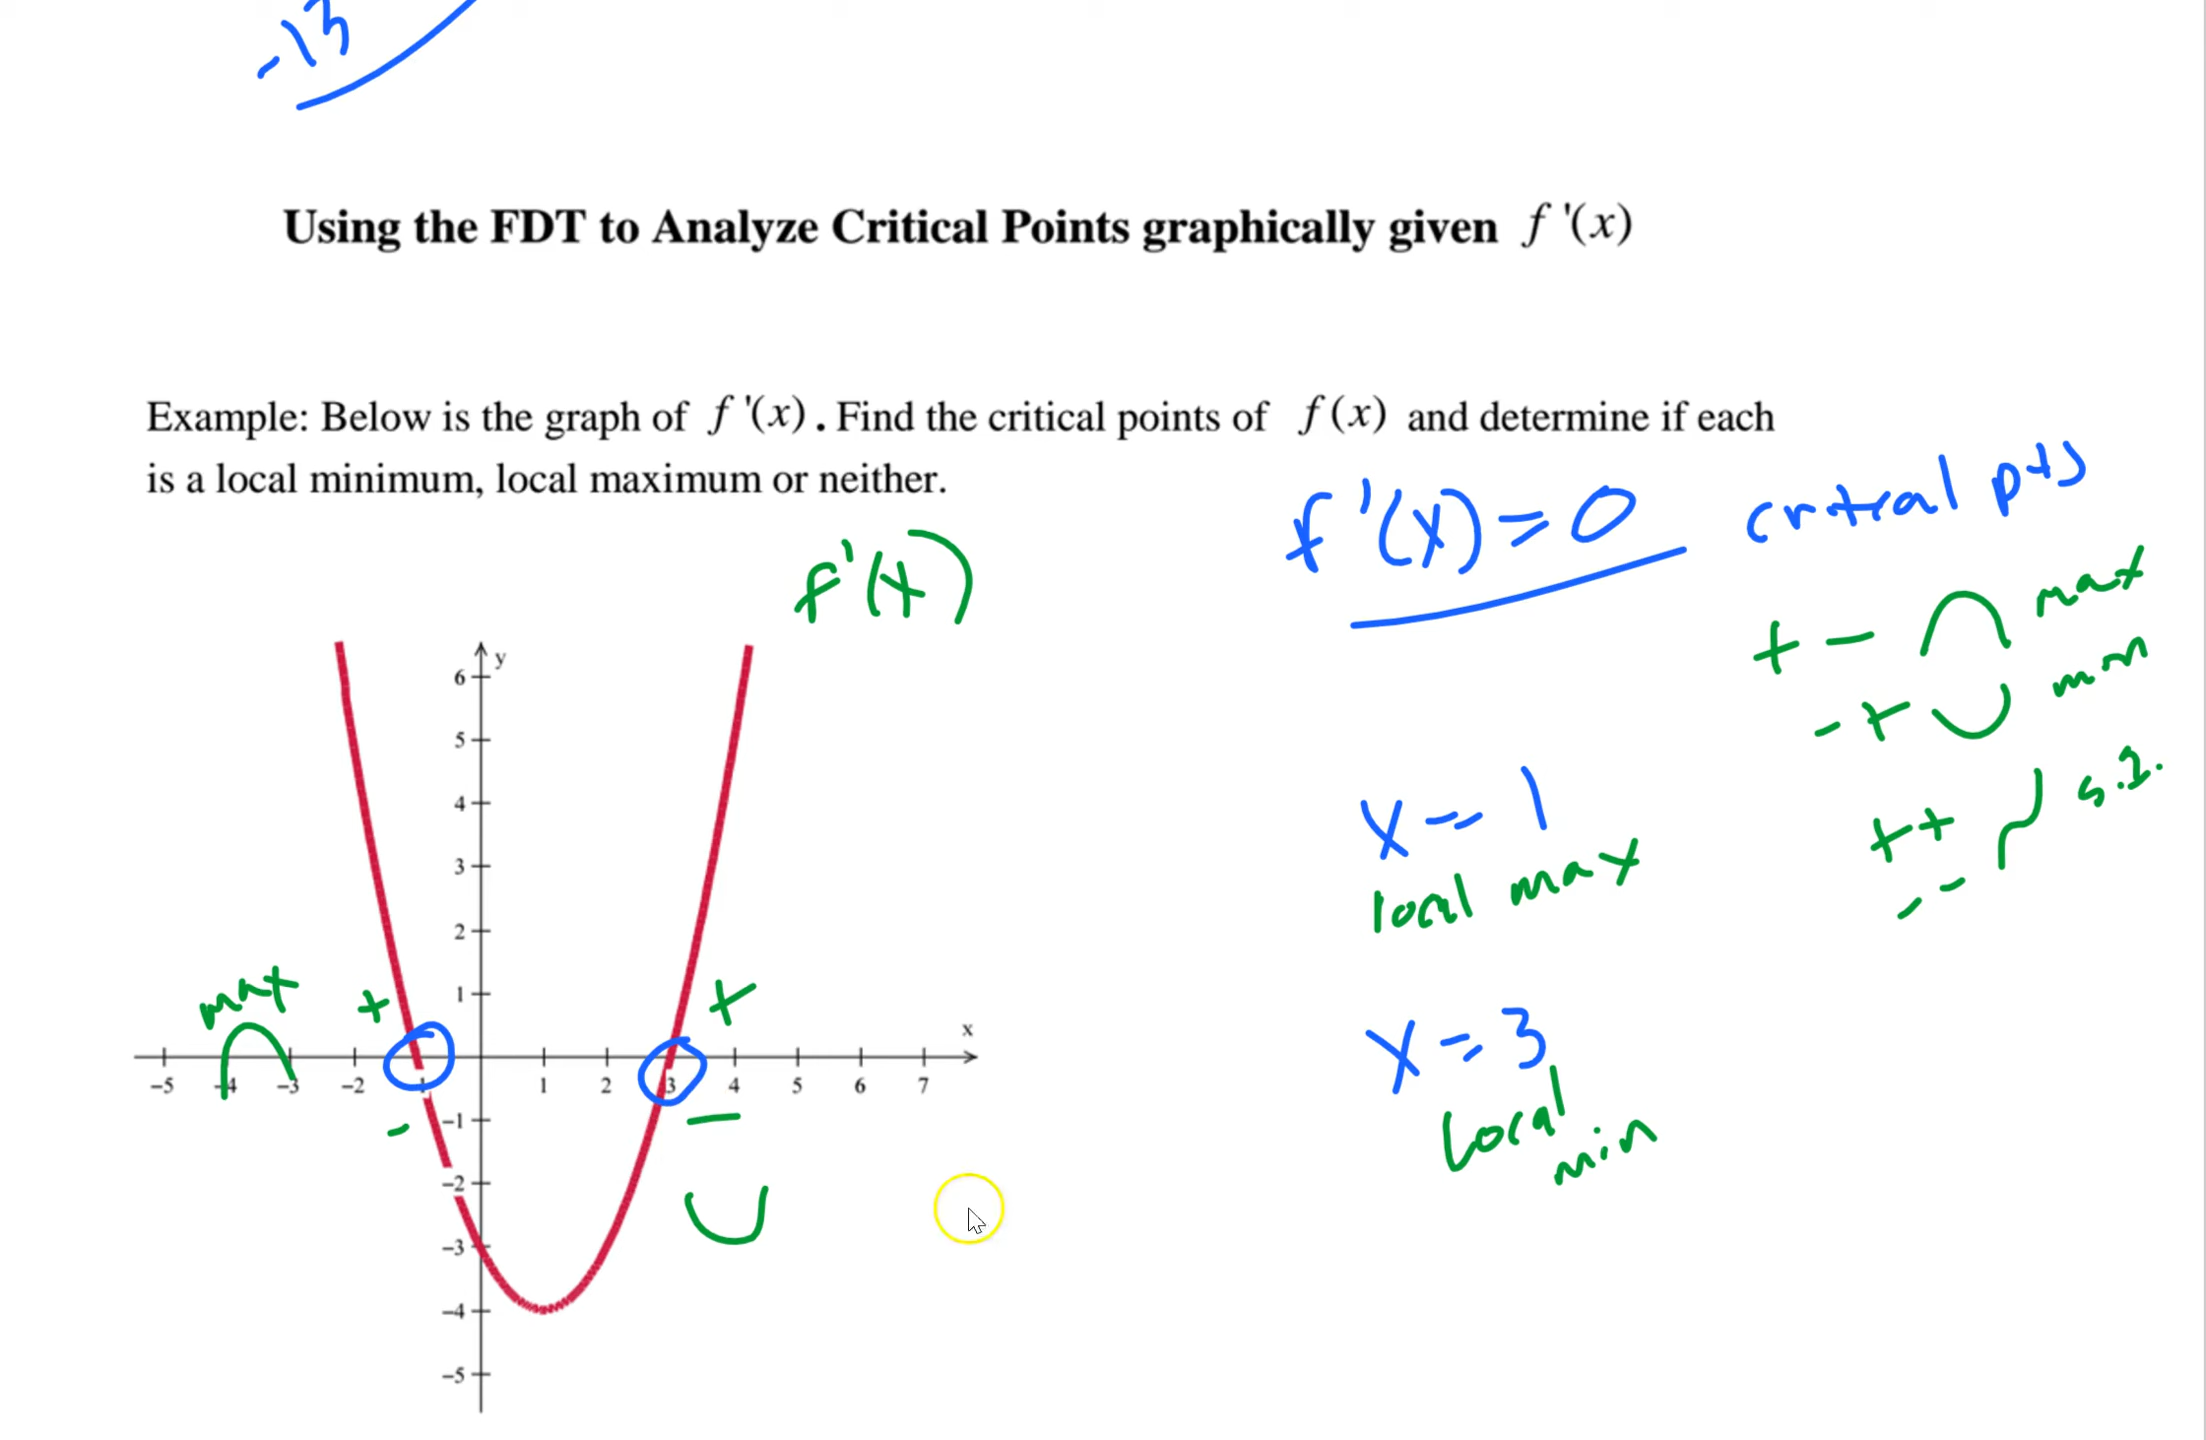 -13
Using the FDT to Analyze Critical Points graphically given f '(x)
Example: Below is the graph of f '(x). Find the critical points of f(x) and determine if each
is a local minimum, local maximum or neither.
f'(x)=0 critical pts
f'(x)
+ - max
- + min
++ s.I.
--
x=-1
local max
x=3
local
min
y
6
5
4
3
2
1
max
+
+
x
-5 -4 -3 -2 1 1 2 3 4 5 6 7
-
-
-1
-2
-3
-4
-5